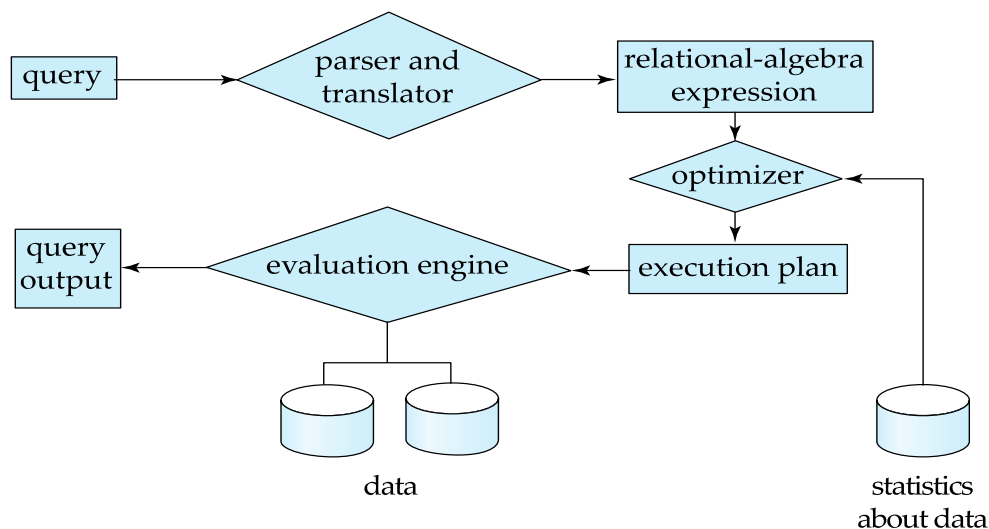 query
parser and
translator
relational-algebra
expression
optimizer
query
output
evaluation engine
execution plan
data
statistics
about data